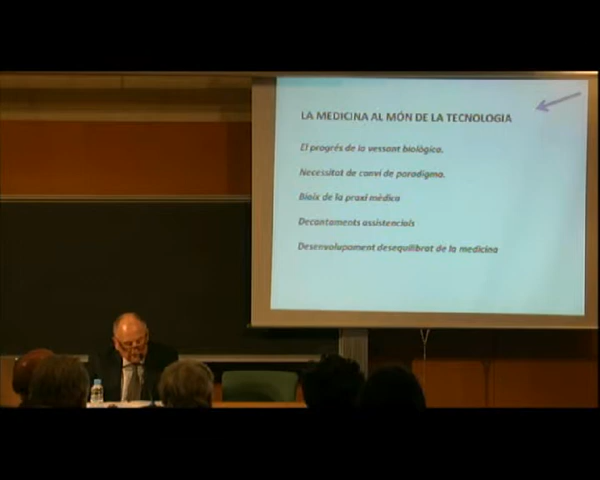 LA MEDICINA AL MÓN DE LA TECNOLOGIA
El progrés de la vessant biològica.
Necessitat de canvi de paradigma.
Biaix de la praxi mèdica
Decantaments assistencials
Desenvolupament desequilibrat de la medicina